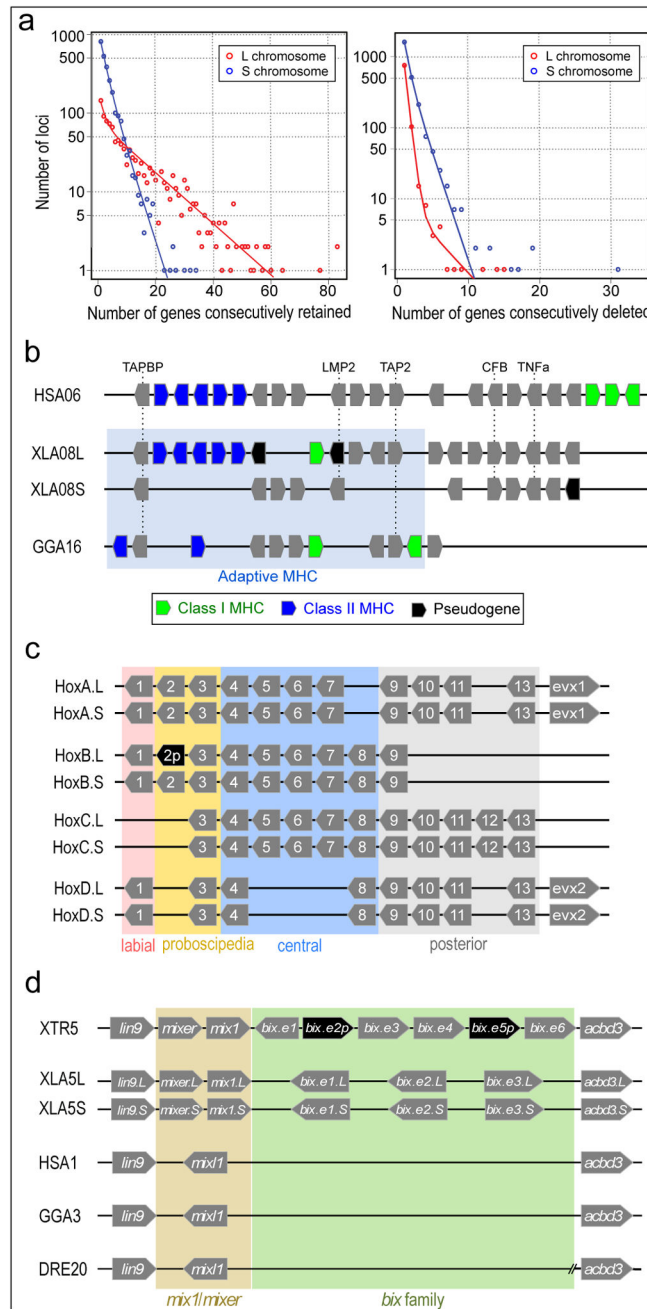 a
L chromosome
S chromosome
1000
500
100
50
10
5
1
0 20 40 60 80
Number of loci
Number of genes consecutively retained
L chromosome
S chromosome
1000
500
100
50
10
5
1
0 10 20 30
Number of genes consecutively deleted
b
TAPBP LMP2 TAP2 CFB TNFa
HSA06
XLA08L
XLA08S
GGA16
Adaptive MHC
Class I MHC Class II MHC Pseudogene
c
HoxA.L 1 2 3 4 5 6 7 9 10 11 13 evx1
HoxA.S 1 2 3 4 5 6 7 9 10 11 13 evx1
HoxB.L 1 2p 3 4 5 6 7 8 9
HoxB.S 1 2 3 4 5 6 7 8 9
HoxC.L 3 4 5 6 7 8 9 10 11 12 13
HoxC.S 3 4 5 6 7 8 9 10 11 12 13
HoxD.L 1 3 4 8 9 10 11 13 evx2
HoxD.S 1 3 4 8 9 10 11 13 evx2
labial proboscipedia central posterior
d
XTR5 lin9 mixer mix1 bix.e1 bix.e2p bix.e3 bix.e4 bix.e5p bix.e6 acbd3
XLA5L lin9.L mixer.L mix1.L bix.e1.L bix.e2.L bix.e3.L acbd3.L
XLA5S lin9.S mixer.S mix1.S bix.e1.S bix.e2.S bix.e3.S acbd3.S
HSA1 lin9 mixl1 acbd3
GGA3 lin9 mixl1 acbd3
DRE20 lin9 mixl1 acbd3
mix1/mixer bix family